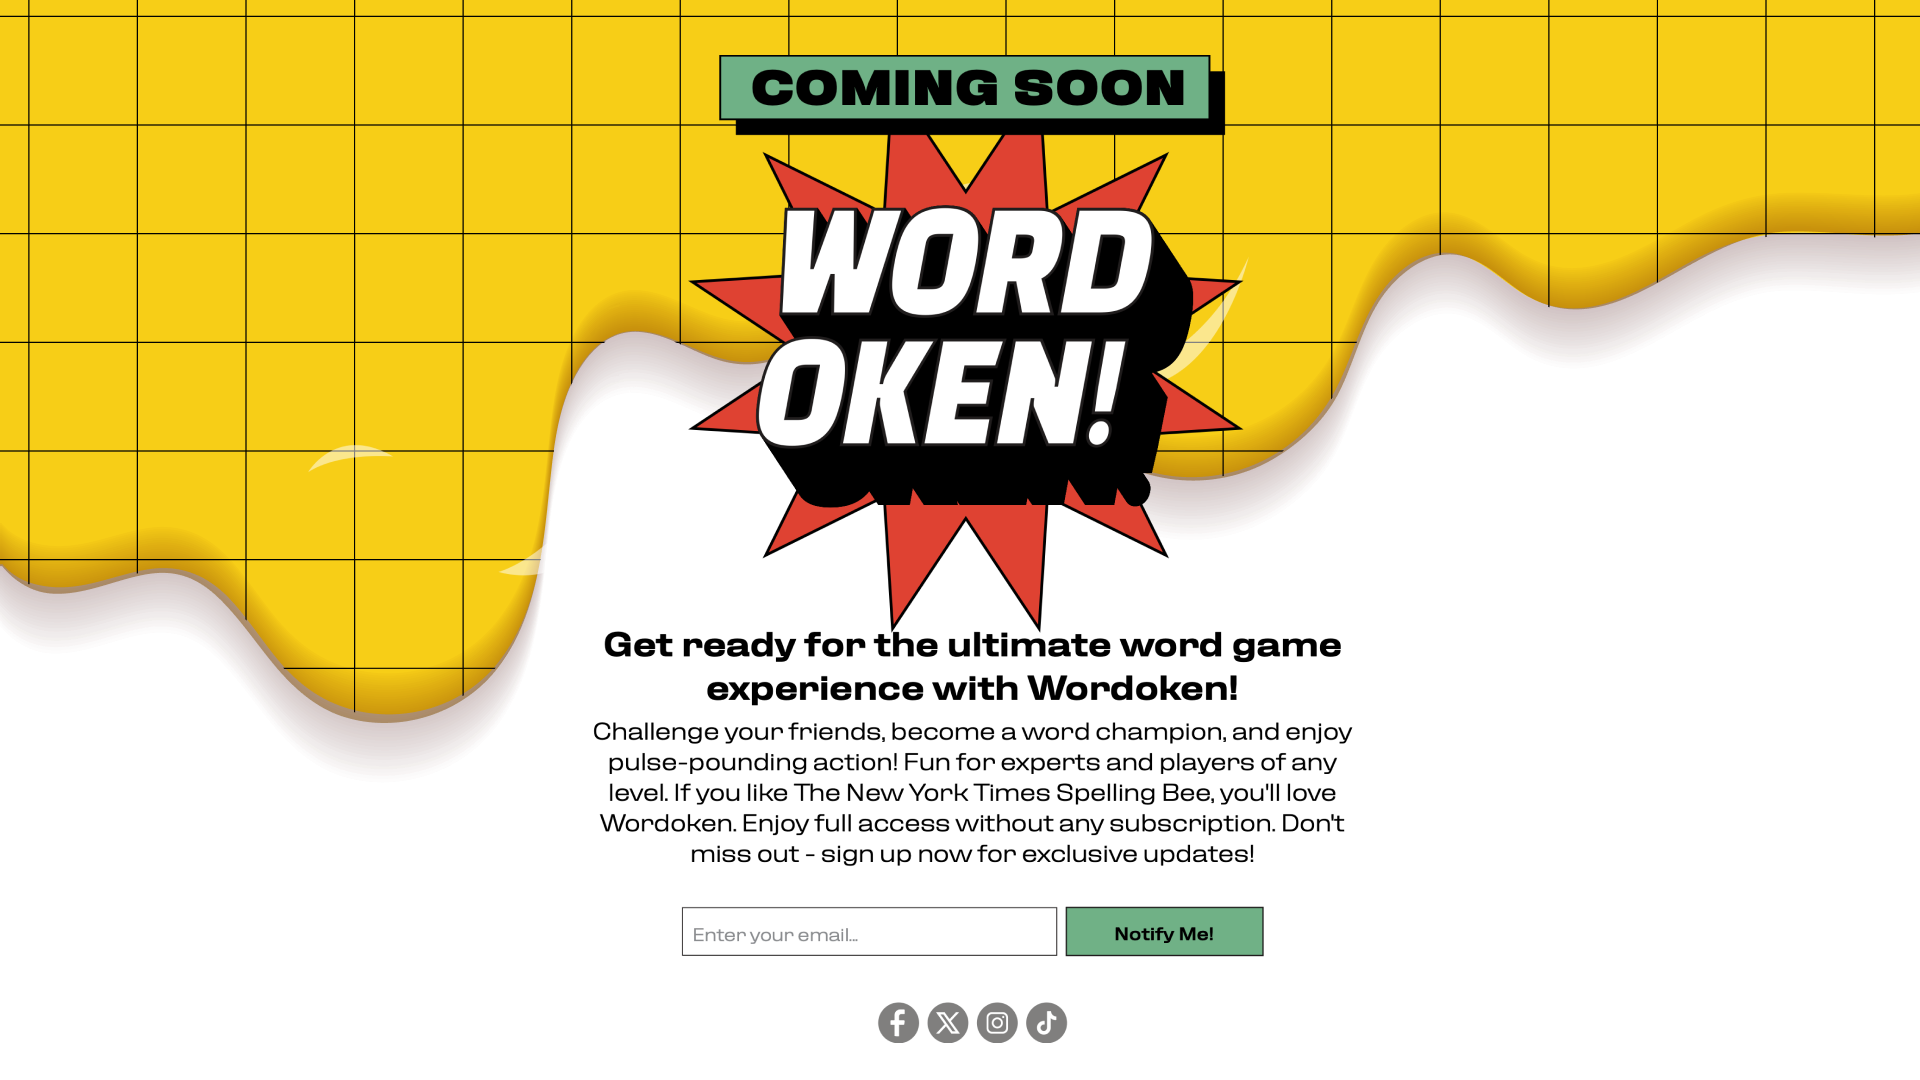 COMING SOON
WORD
OKEN!
Get ready for the ultimate word game
experience with Wordoken!
Challenge your friends, become a word champion, and enjoy
pulse-pounding action! Fun for experts and players of any
level. If you like The New York Times Spelling Bee, you'll love
Wordoken. Enjoy full access without any subscription. Don't
miss out - sign up now for exclusive updates!
Enter your email...
Notify Me!